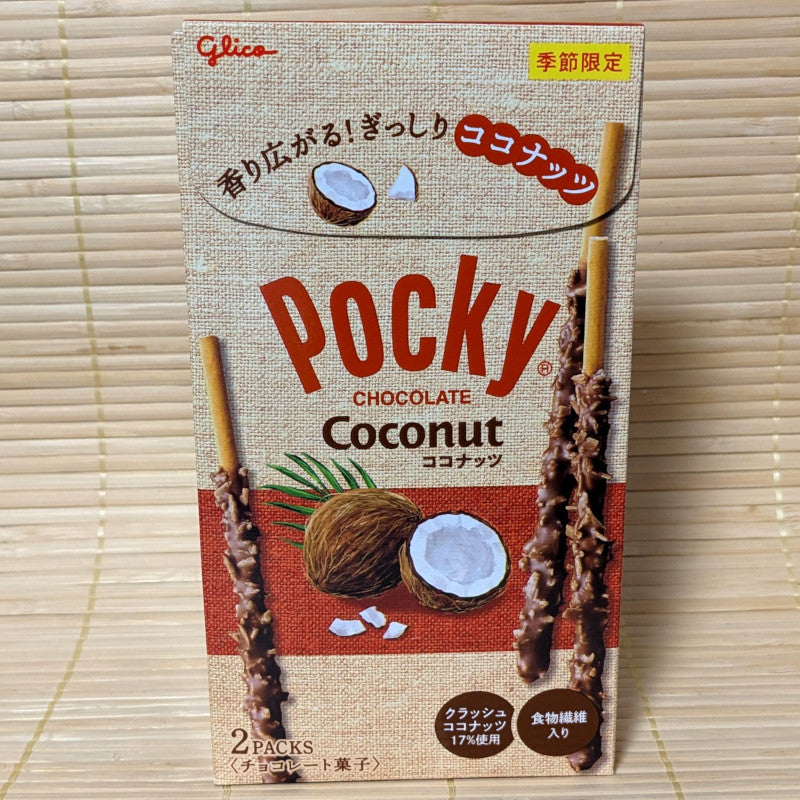 Glico
季節限定
香り広がる!ぎっしりココナッツ
Pocky®
CHOCOLATE
Coconut
ココナッツ
クラッシュ
ココナッツ
17%使用
食物繊維
入り
2 PACKS
〈チョコレート菓子〉